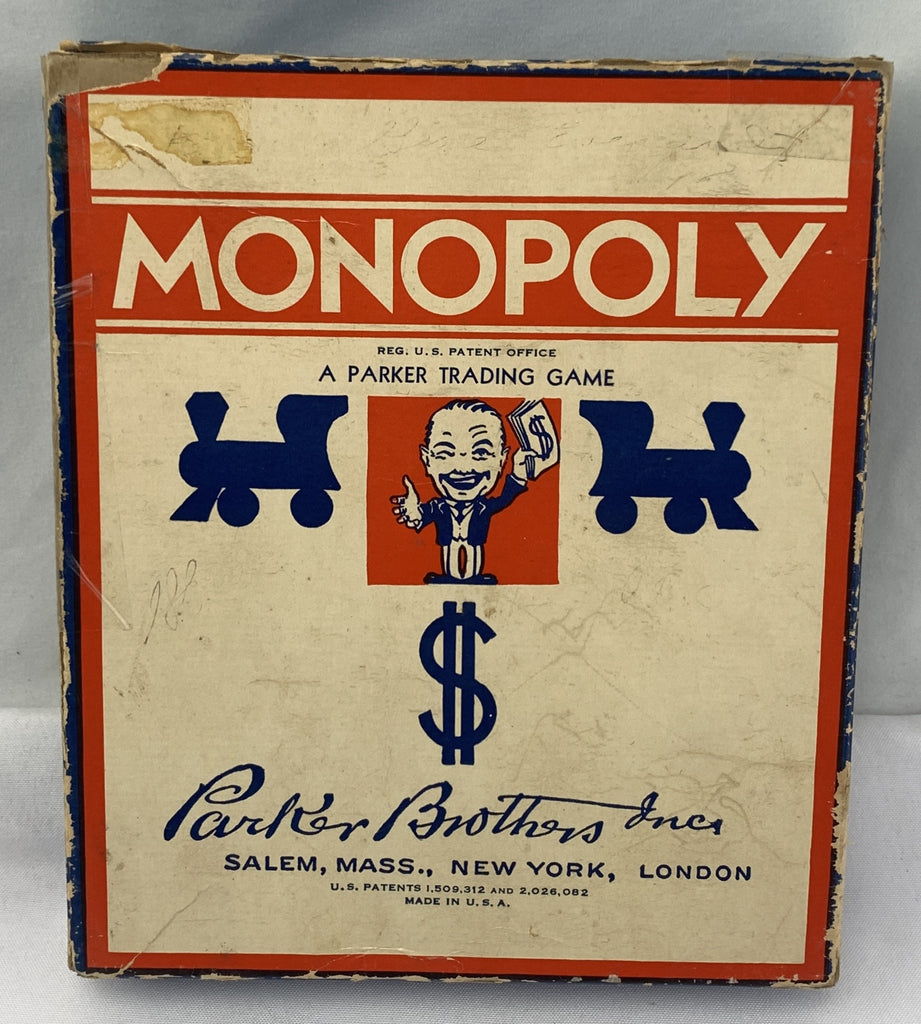 MONOPOLY
REG. U.S. PATENT OFFICE
A PARKER TRADING GAME
$
$
Parker Brothers Inc.
SALEM, MASS., NEW YORK, LONDON
U.S. PATENTS 1,509,312 AND 2,026,082
MADE IN U.S.A.